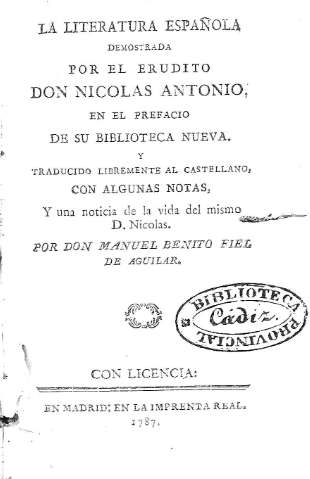 LA LITERATURA ESPAÑOLA
DEMOSTRADA
POR EL ERUDITO
DON NICOLAS ANTONIO,
EN EL PREFACIO
DE SU BIBLIOTECA NUEVA.
Y
TRADUCIDO LIBREMENTE AL CASTELLANO,
CON ALGUNAS NOTAS,
Y una noticia de la vida del mismo
D. Nicolas.
POR DON MANUEL BENITO FIEL
DE AGUILAR.
BIBLIOTECA
Cádiz.
PROVINCIAL
CON LICENCIA:
EN MADRID: EN LA IMPRENTA REAL.
1787.